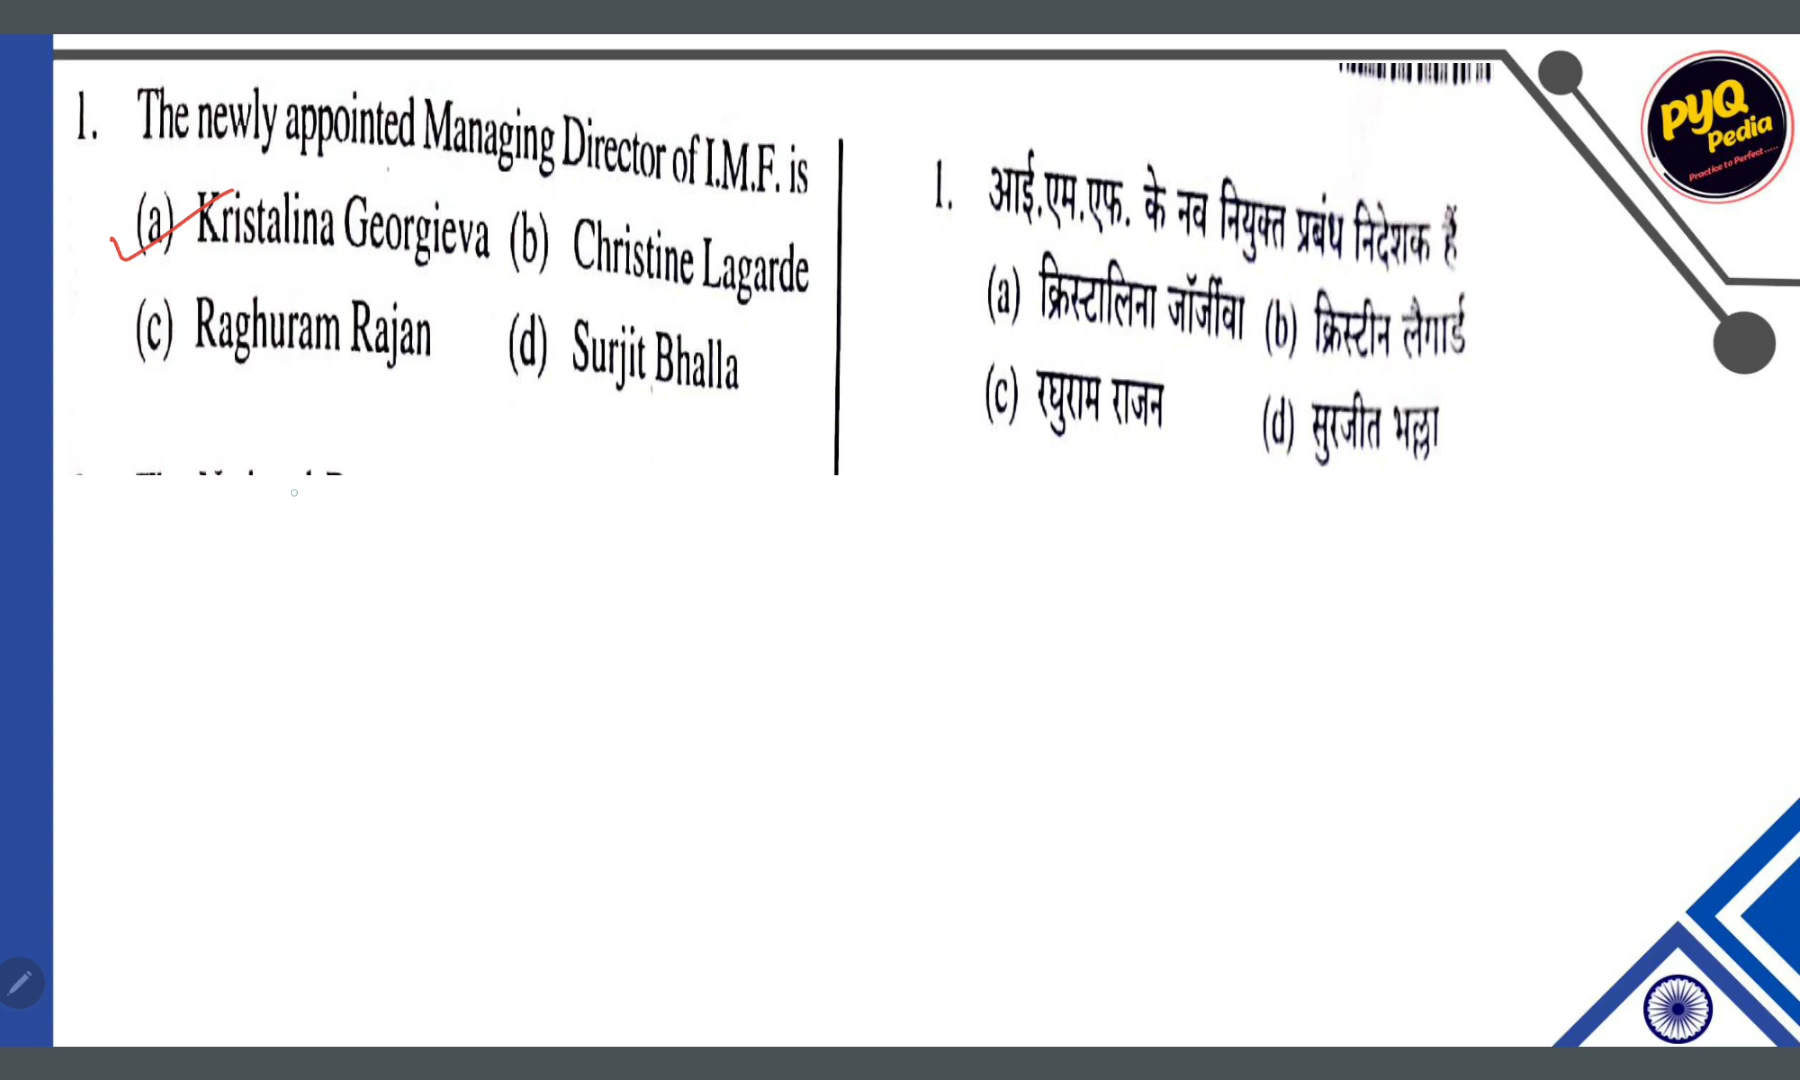 1. The newly appointed Managing Director of I.M.F. is
(a) Kristalina Georgieva (b) Christine Lagarde
(c) Raghuram Rajan (d) Surjit Bhalla
1. आई.एम.एफ. के नव नियुक्त प्रबंध निदेशक हैं
(a) क्रिस्टालिना जॉर्जीवा (b) क्रिस्टीन लैगार्ड
(c) रघुराम राजन (d) सुरजीत भल्ला
PYQ
Pedia
Practice to Perfect.....